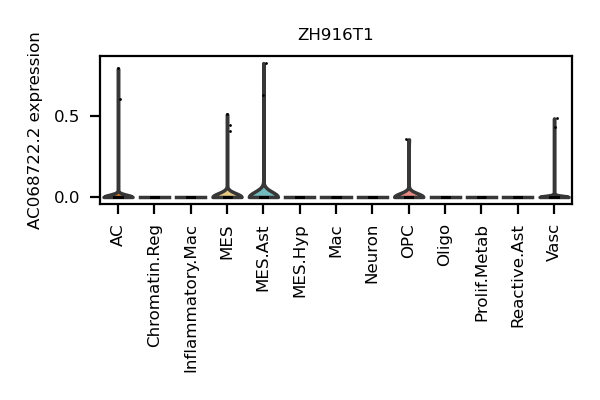 ZH916T1
AC068722.2 expression
0.5
0.0
AC
Chromatin.Reg
Inflammatory.Mac
MES
MES.Ast
MES.Hyp
Mac
Neuron
OPC
Oligo
Prolif.Metab
Reactive.Ast
Vasc